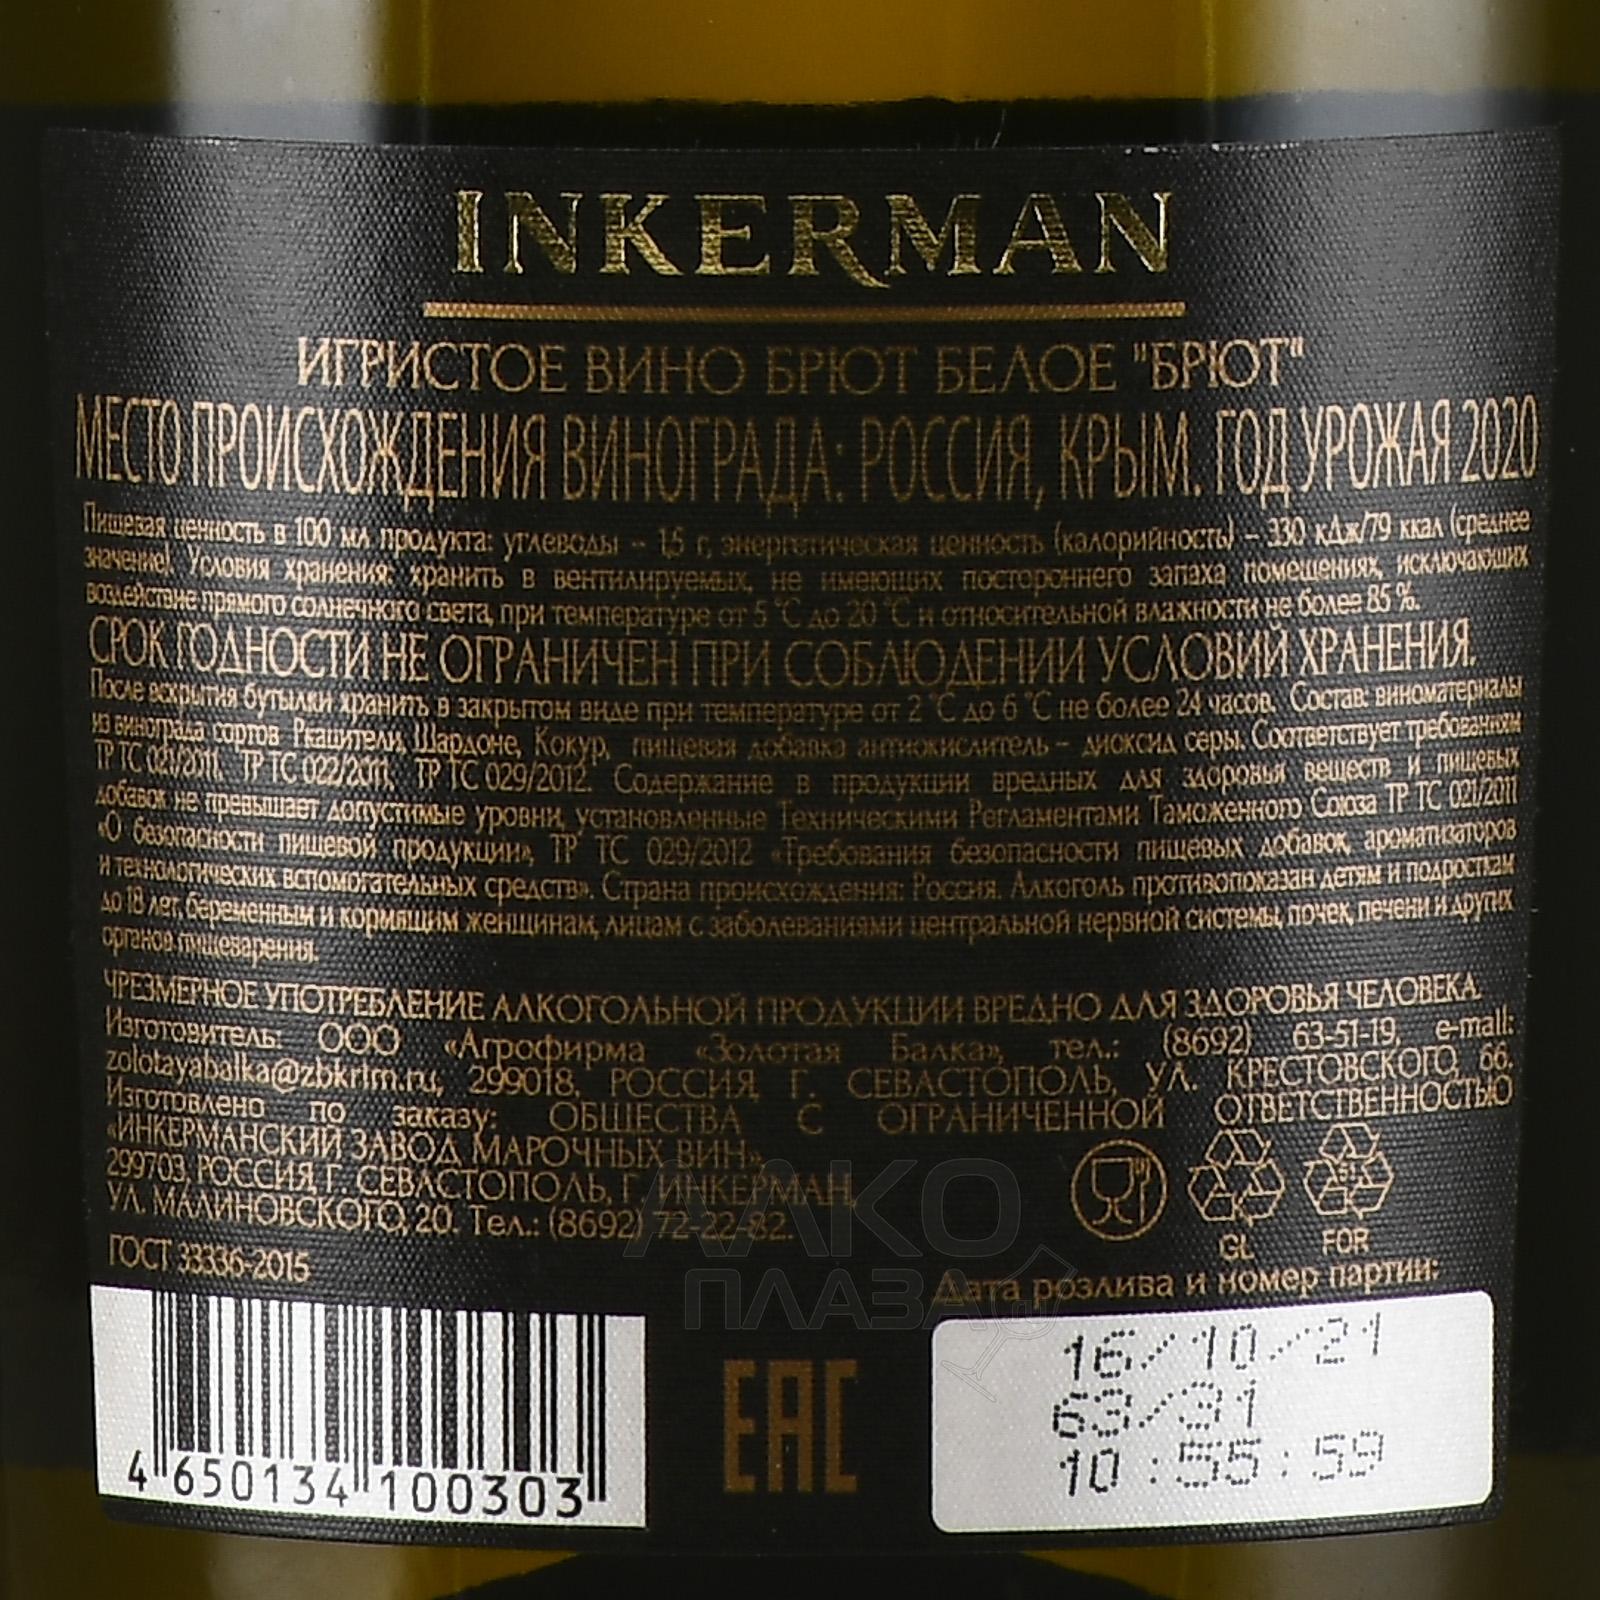 INKERMAN
ИГРИСТОЕ ВИНО БРЮТ БЕЛОЕ "БРЮТ"
МЕСТО ПРОИСХОЖДЕНИЯ ВИНОГРАДА: РОССИЯ, КРЫМ. ГОД УРОЖАЯ 2020
Пищевая ценность в 100 мл продукта: углеводы – 1,5 г, энергетическая ценность (калорийность) – 330 кДж/79 ккал (среднее
значение). Условия хранения: хранить в вентилируемых, не имеющих постороннего запаха помещениях, исключающих
воздействие прямого солнечного света, при температуре от 5 °С до 20 °С и относительной влажности не более 85 %.
СРОК ГОДНОСТИ НЕ ОГРАНИЧЕН ПРИ СОБЛЮДЕНИИ УСЛОВИЙ ХРАНЕНИЯ.
После вскрытия бутылки хранить в закрытом виде при температуре от 2 °С до 6 °С не более 24 часов. Состав: виноматериалы
из винограда сортов Ркацители, Шардоне, Кокур, пищевая добавка антиокислитель – диоксид серы. Соответствует требованиям
ТР ТС 021/2011, ТР ТС 022/2011, ТР ТС 029/2012. Содержание в продукции вредных для здоровья веществ и пищевых
добавок не превышает допустимые уровни, установленные Техническими Регламентами Таможенного Союза ТР ТС 021/2011
«О безопасности пищевой продукции», ТР ТС 029/2012 «Требования безопасности пищевых добавок, ароматизаторов
и технологических вспомогательных средств». Страна происхождения: Россия. Алкоголь противопоказан детям и подросткам
до 18 лет, беременным и кормящим женщинам, лицам с заболеваниями центральной нервной системы, почек, печени и других
органов пищеварения.
ЧРЕЗМЕРНОЕ УПОТРЕБЛЕНИЕ АЛКОГОЛЬНОЙ ПРОДУКЦИИ ВРЕДНО ДЛЯ ЗДОРОВЬЯ ЧЕЛОВЕКА.
Изготовитель: ООО «Агрофирма «Золотая Балка», тел.: (8692) 63-51-19, e-mail:
zolotayabalka@zbkrim.ru, 299018, РОССИЯ, Г. СЕВАСТОПОЛЬ, УЛ. КРЕСТОВСКОГО, 66.
Изготовлено по заказу: ОБЩЕСТВА С ОГРАНИЧЕННОЙ ОТВЕТСТВЕННОСТЬЮ
«ИНКЕРМАНСКИЙ ЗАВОД МАРОЧНЫХ ВИН»,
299703, РОССИЯ, Г. СЕВАСТОПОЛЬ, Г. ИНКЕРМАН,
УЛ. МАЛИНОВСКОГО, 20. Тел.: (8692) 72-22-82.
ГОСТ 33336-2015
GL FOR
Дата розлива и номер партии:
АЛКО
ПЛАЗА
16/10/21
63/31
10:55:59
EAC
4 650134 100303